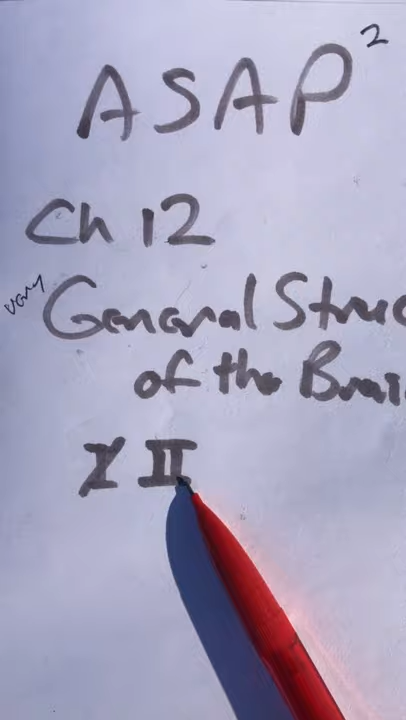 ASAP²
Ch 12
very General Struc
of the Brai
XII